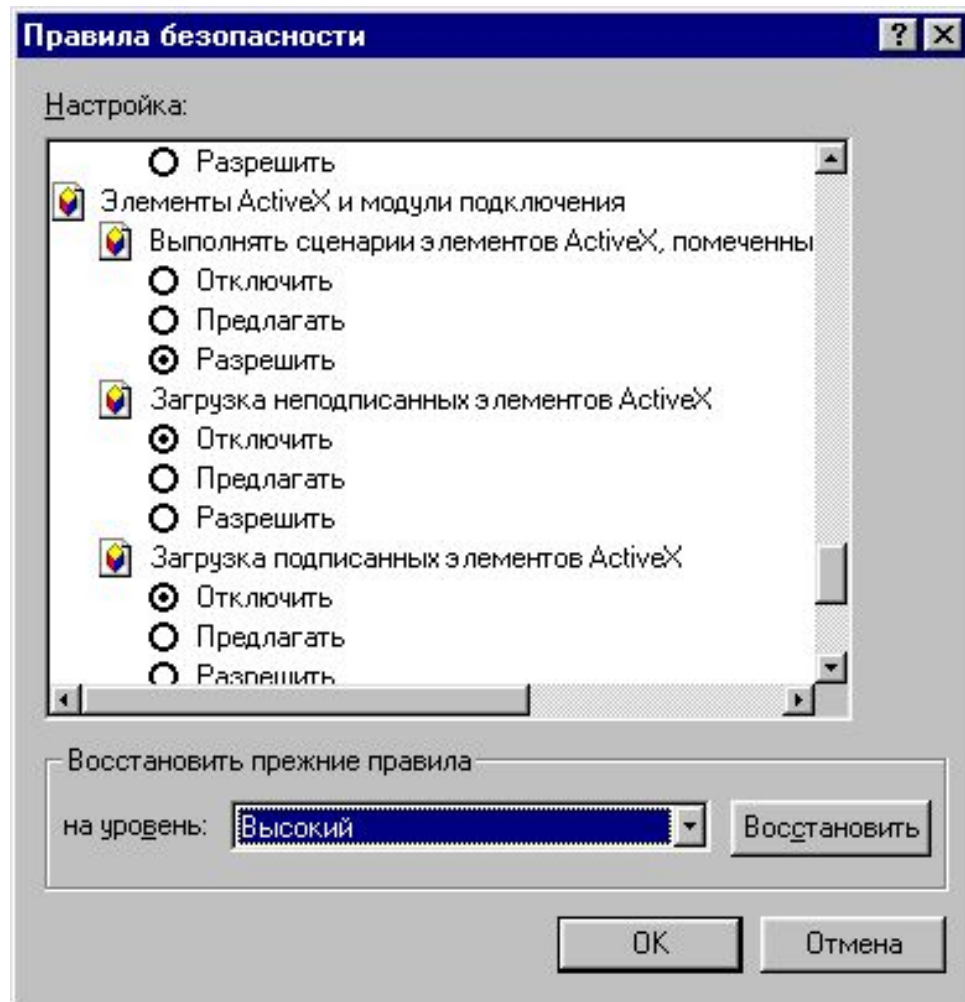 Правила безопасности
Настройка:
Разрешить
Элементы ActiveX и модули подключения
Выполнять сценарии элементов ActiveX, помеченны
Отключить
Предлагать
Разрешить
Загрузка неподписанных элементов ActiveX
Отключить
Предлагать
Разрешить
Загрузка подписанных элементов ActiveX
Отключить
Предлагать
Разрешить
Восстановить прежние правила
на уровень: Высокий Восстановить
OK Отмена